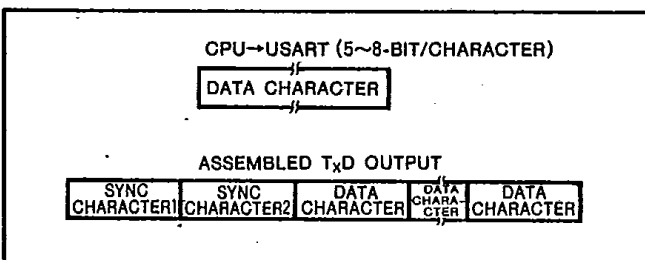 CPU→USART (5~8-BIT/CHARACTER)
DATA CHARACTER
ASSEMBLED TxD OUTPUT
SYNC CHARACTER1
SYNC CHARACTER2
DATA CHARACTER
DATA CHARA- CTER
DATA CHARACTER